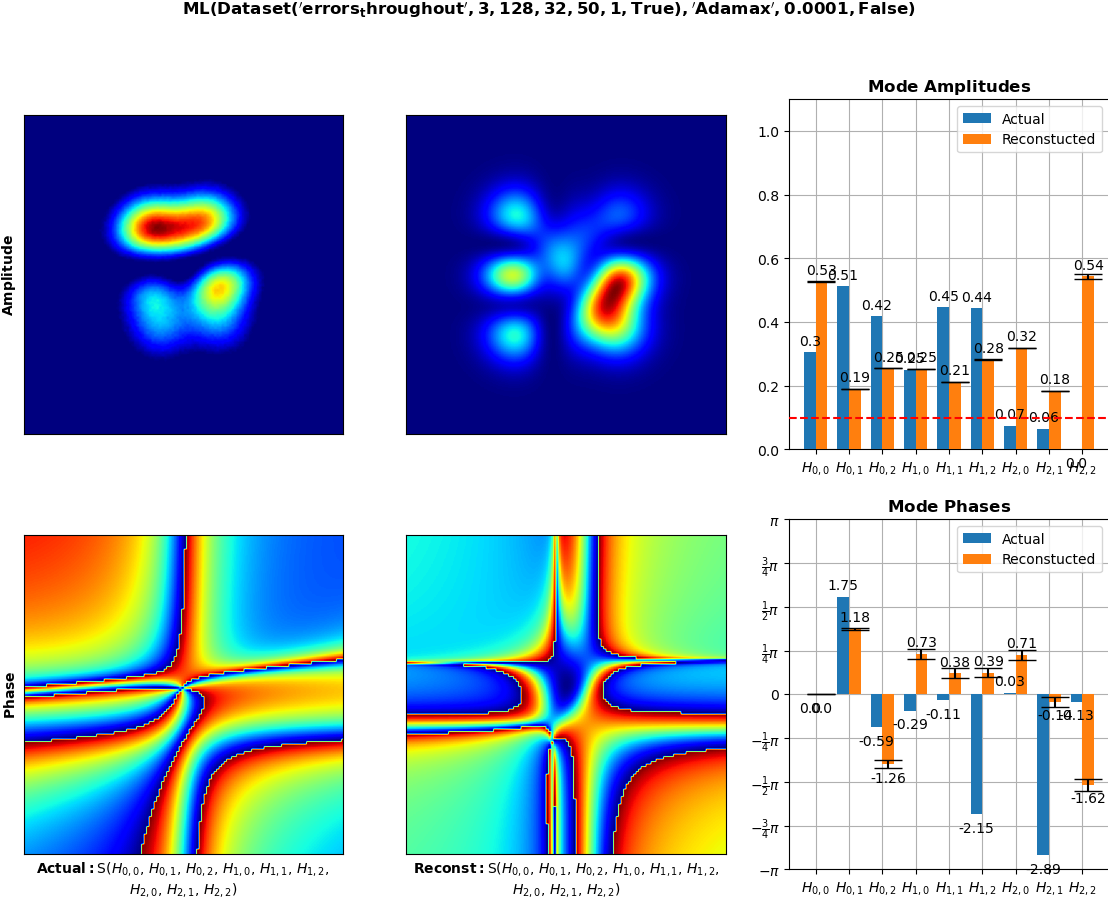 ML(Dataset('errors_throughout', 3, 128, 32, 50, 1, True), 'Adamax', 0.0001, False)
Amplitude
Mode Amplitudes
Actual
Reconstucted
1.0
0.8
0.6
0.4
0.2
0.0
0.3
0.53
0.51
0.19
0.42
0.25
0.25
0.25
0.45
0.21
0.44
0.28
0.07
0.32
0.06
0.18
0.0
0.54
H0,0 H0,1 H0,2 H1,0 H1,1 H1,2 H2,0 H2,1 H2,2
Phase
Mode Phases
Actual
Reconstucted
π
3/4π
1/2π
1/4π
0
−1/4π
−1/2π
−3/4π
−π
0.0
0.0
1.75
1.18
-0.59
-1.26
-0.29
0.73
-0.11
0.38
-2.15
0.39
0.03
0.71
-2.89
-0.13
-1.62
H0,0 H0,1 H0,2 H1,0 H1,1 H1,2 H2,0 H2,1 H2,2
Actual: S(H0,0, H0,1, H0,2, H1,0, H1,1, H1,2,
H2,0, H2,1, H2,2)
Reconst: S(H0,0, H0,1, H0,2, H1,0, H1,1, H1,2,
H2,0, H2,1, H2,2)